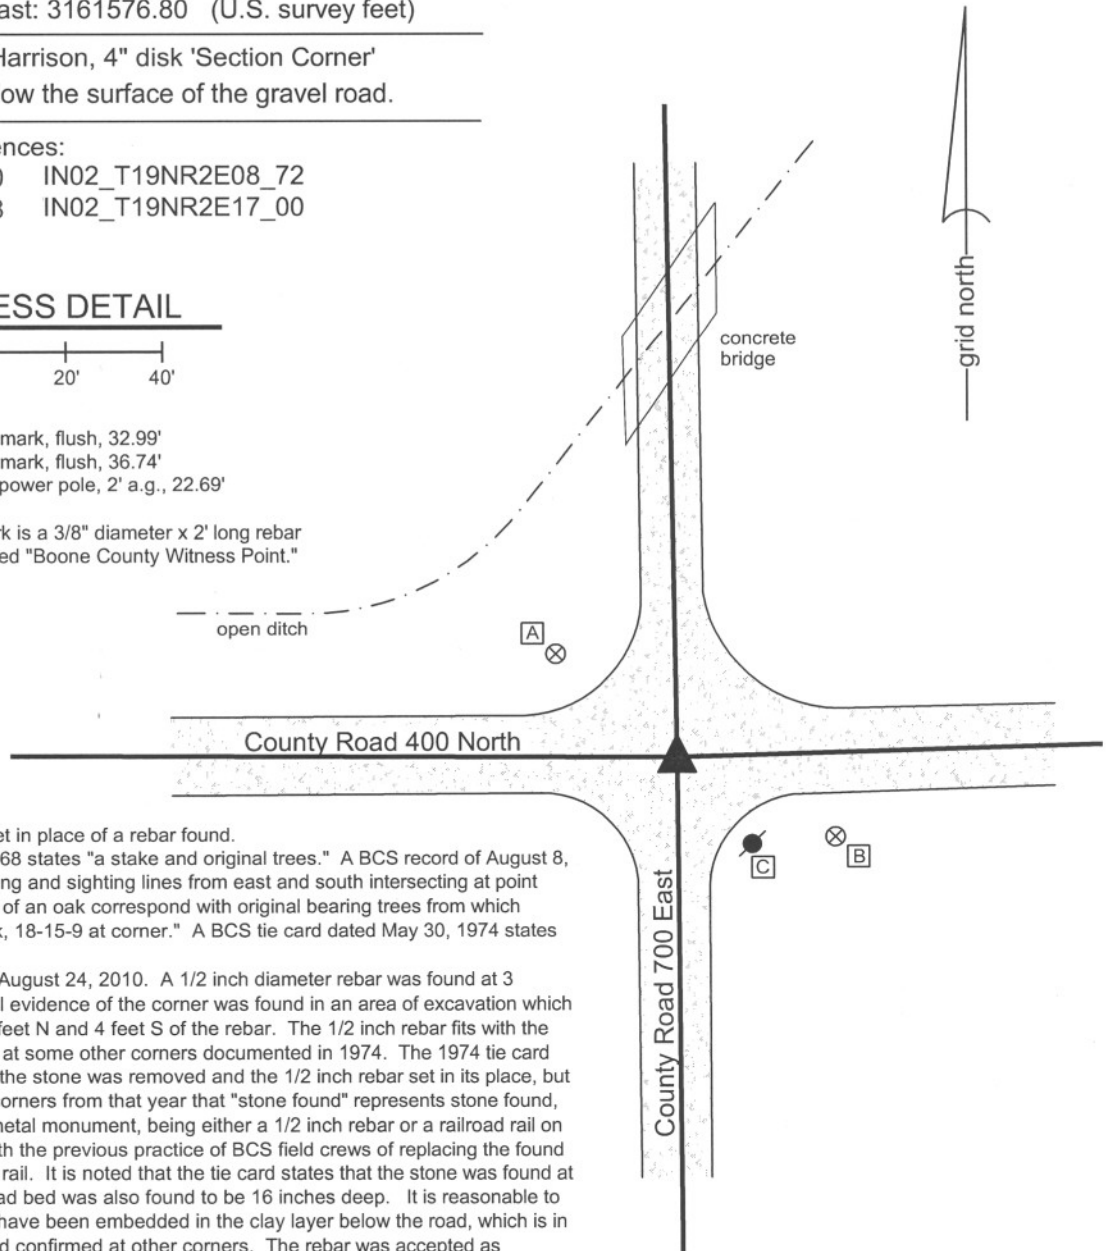 ast: 3161576.80 (U.S. survey feet)
Harrison, 4" disk 'Section Corner'
ow the surface of the gravel road.
ences:
0 IN02_T19NR2E08_72
3 IN02_T19NR2E17_00
ESS DETAIL
20' 40'
mark, flush, 32.99'
mark, flush, 36.74'
power pole, 2' a.g., 22.69'
rk is a 3/8" diameter x 2' long rebar
ed "Boone County Witness Point."
concrete
bridge
grid north
open ditch
A
County Road 400 North
B
C
County Road 700 East
et in place of a rebar found.
68 states "a stake and original trees." A BCS record of August 8,
ng and sighting lines from east and south intersecting at point
of an oak correspond with original bearing trees from which
k, 18-15-9 at corner." A BCS tie card dated May 30, 1974 states
August 24, 2010. A 1/2 inch diameter rebar was found at 3
l evidence of the corner was found in an area of excavation which
feet N and 4 feet S of the rebar. The 1/2 inch rebar fits with the
at some other corners documented in 1974. The 1974 tie card
the stone was removed and the 1/2 inch rebar set in its place, but
orners from that year that "stone found" represents stone found,
metal monument, being either a 1/2 inch rebar or a railroad rail on
th the previous practice of BCS field crews of replacing the found
rail. It is noted that the tie card states that the stone was found at
ad bed was also found to be 16 inches deep. It is reasonable to
have been embedded in the clay layer below the road, which is in
d confirmed at other corners. The rebar was accepted as